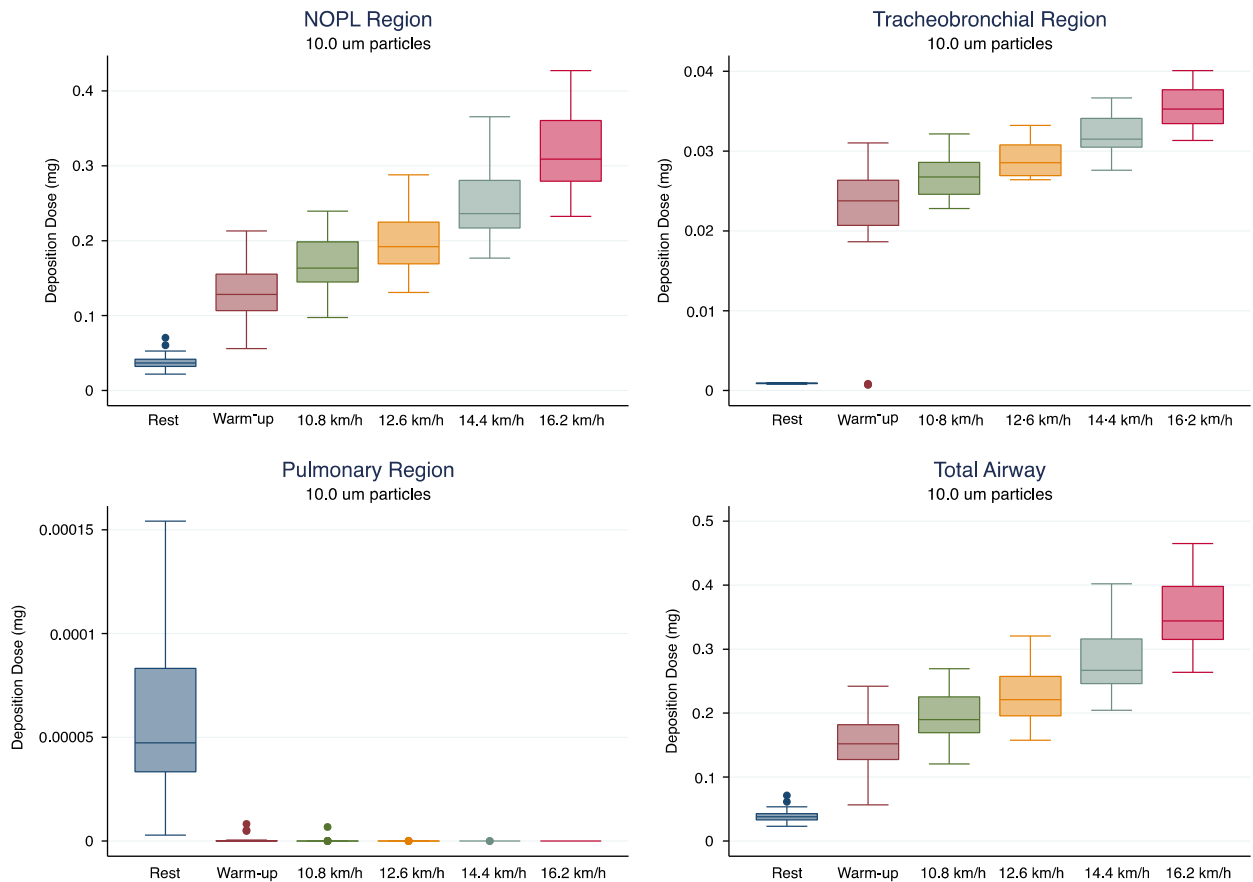 NOPL Region
10.0 um particles
Deposition Dose (mg)
0.4
0.3
0.2
0.1
0
Rest Warm-up 10.8 km/h 12.6 km/h 14.4 km/h 16.2 km/h
Tracheobronchial Region
10.0 um particles
Deposition Dose (mg)
0.04
0.03
0.02
0.01
0
Rest Warm-up 10·8 km/h 12·6 km/h 14·4 km/h 16·2 km/h
Pulmonary Region
10.0 um particles
Deposition Dose (mg)
0.00015
0.0001
0.00005
0
Rest Warm-up 10.8 km/h 12.6 km/h 14.4 km/h 16.2 km/h
Total Airway
10.0 um particles
Deposition Dose (mg)
0.5
0.4
0.3
0.2
0.1
0
Rest Warm-up 10.8 km/h 12.6 km/h 14.4 km/h 16.2 km/h